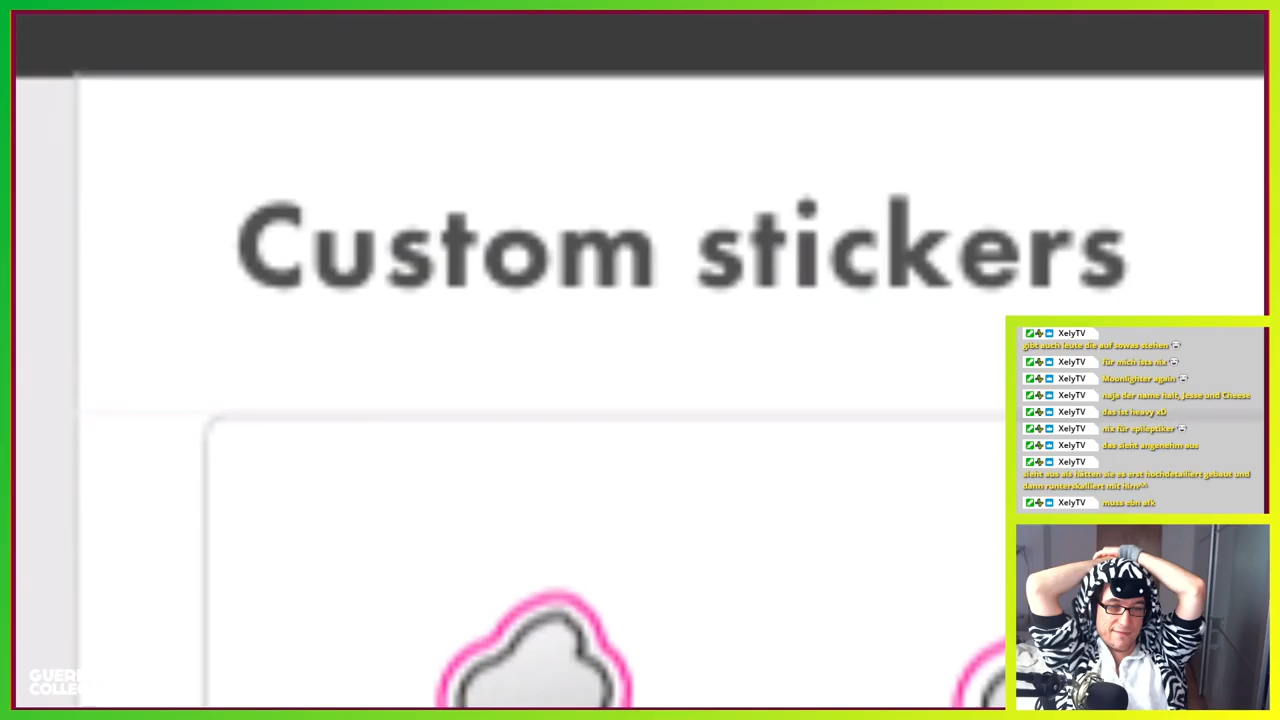 Custom stickers
XelyTV
gibt auch leute die auf sowas stehen
XelyTV für mich ists nix
XelyTV Moonlighter again
XelyTV naja der name halt, Jesse und Cheese
XelyTV das ist heavy xD
XelyTV nix für epileptiker
XelyTV das sieht angenehm aus
XelyTV
sieht aus als hätten sie es erst hochdetailliert gebaut und
dann runterskalliert mit hirn^^
XelyTV muss ebn afk